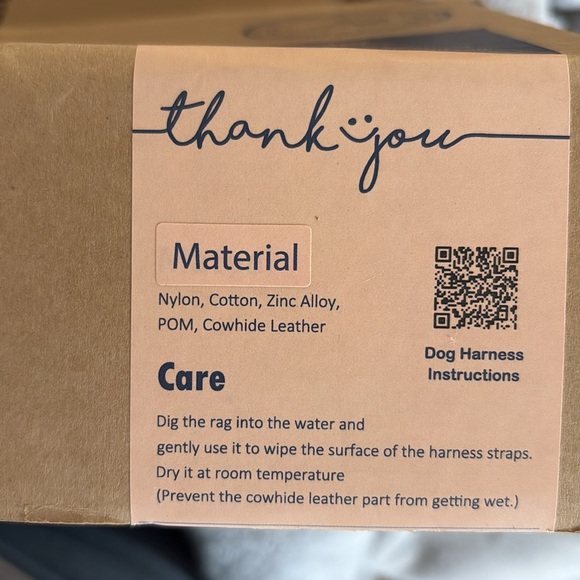 thank you
Material
Nylon, Cotton, Zinc Alloy,
POM, Cowhide Leather
Dog Harness
Instructions
Care
Dig the rag into the water and
gently use it to wipe the surface of the harness straps.
Dry it at room temperature
(Prevent the cowhide leather part from getting wet.)